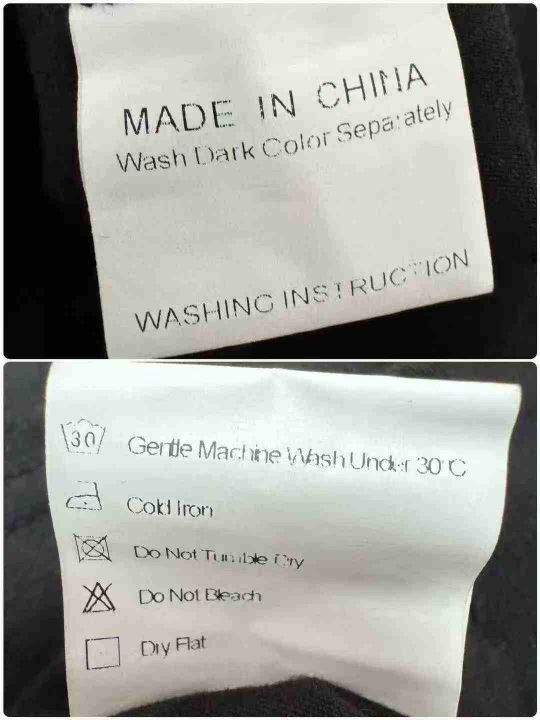 MADE IN CHINA
Wash Dark Color Separately
WASHING INSTRUCTION
30 Gentle Machine Wash Under 30°C
Cold Iron
Do Not Tumble Dry
Do Not Bleach
Dry Flat